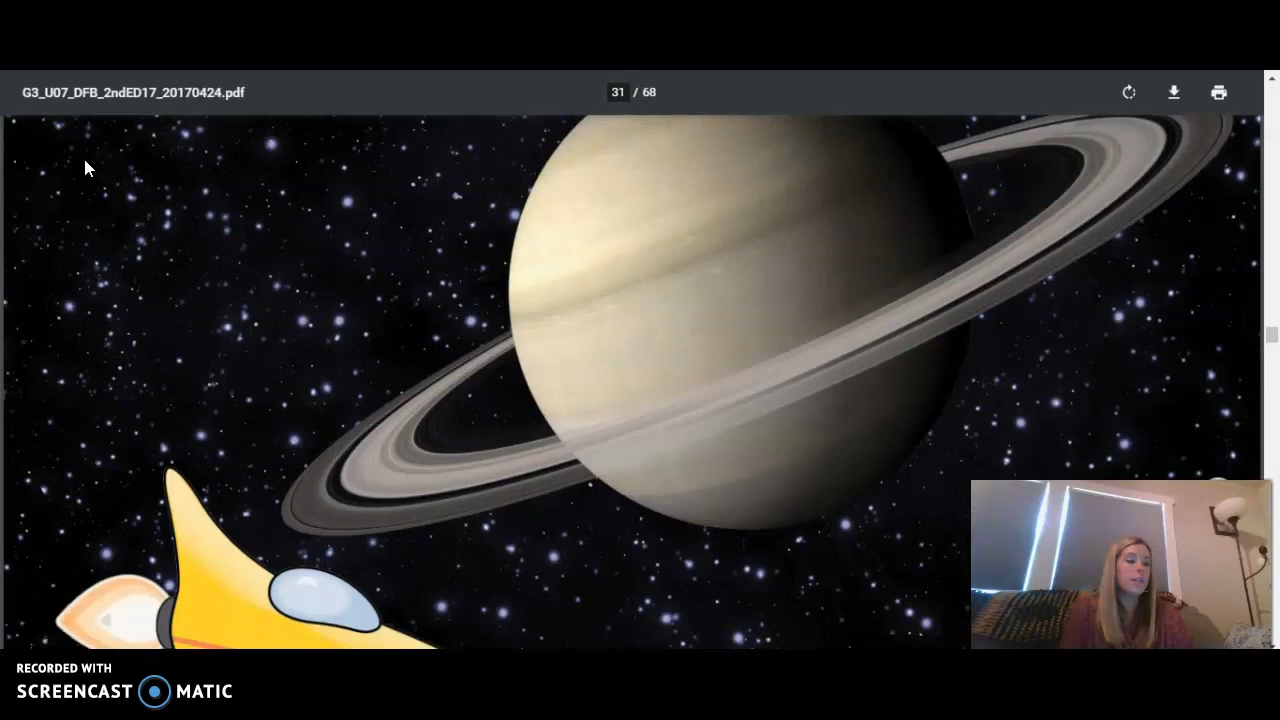 G3_U07_DFB_2ndED17_20170424.pdf
31 / 68
RECORDED WITH
SCREENCAST MATIC